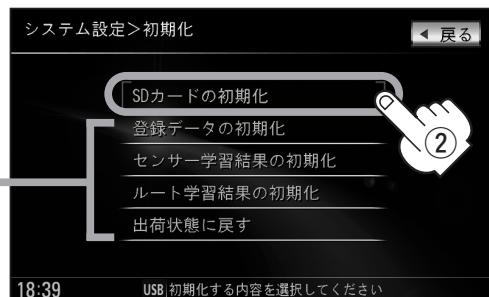 システム設定>初期化
◀ 戻る
SDカードの初期化
②
登録データの初期化
センサー学習結果の初期化
ルート学習結果の初期化
出荷状態に戻す
18:39 USB 初期化する内容を選択してください